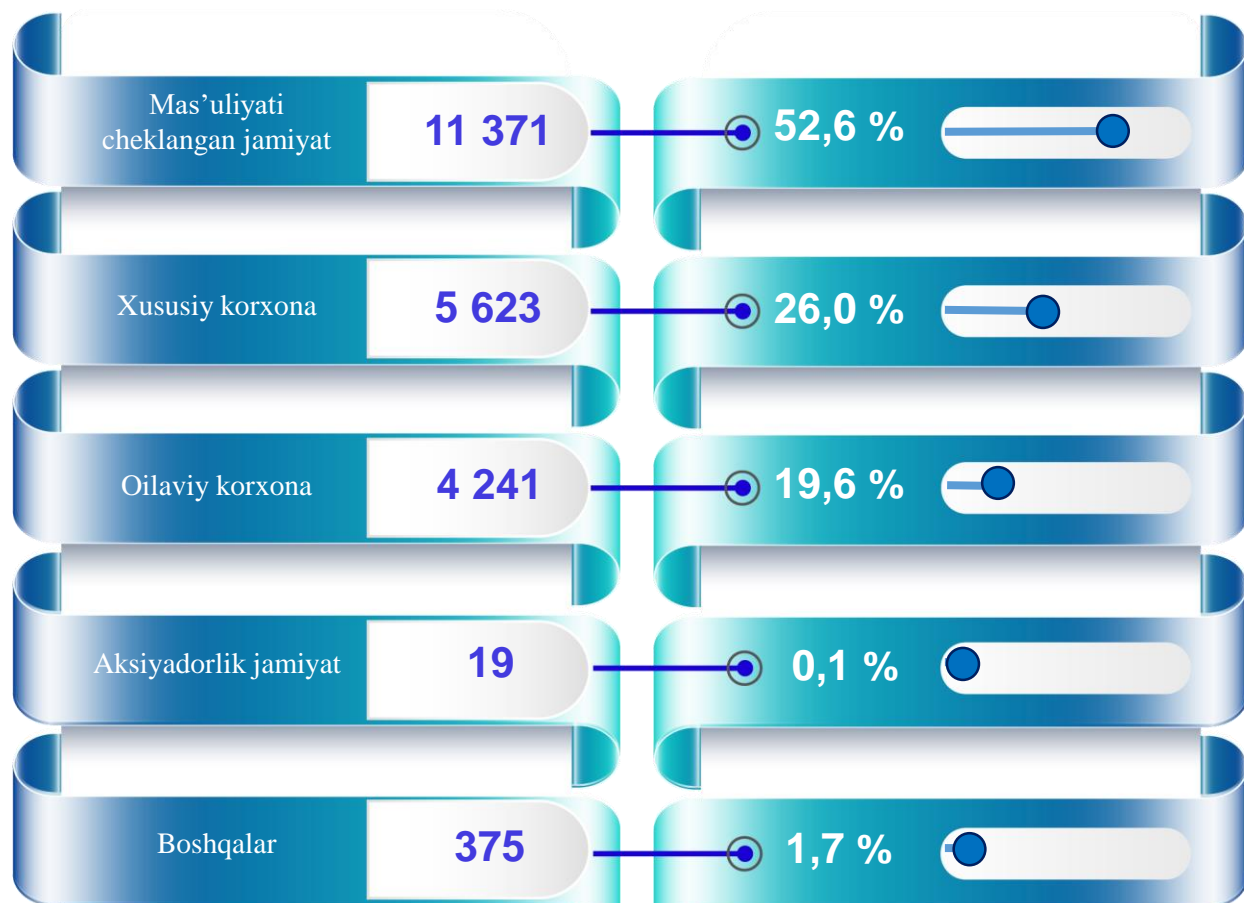 Mas’uliyati
cheklangan jamiyat
11 371
52,6 %
Xususiy korxona
5 623
26,0 %
Oilaviy korxona
4 241
19,6 %
Aksiyadorlik jamiyat
19
0,1 %
Boshqalar
375
1,7 %